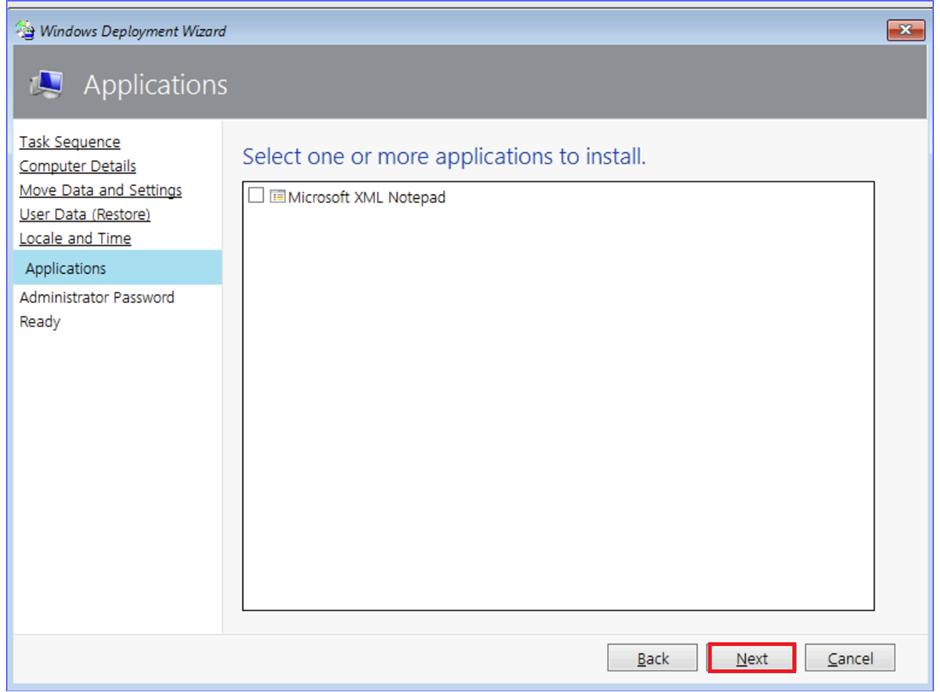 Windows Deployment Wizard
Applications
Task Sequence
Computer Details
Move Data and Settings
User Data (Restore)
Locale and Time
Applications
Administrator Password
Ready
Select one or more applications to install.
Microsoft XML Notepad
Back
Next
Cancel